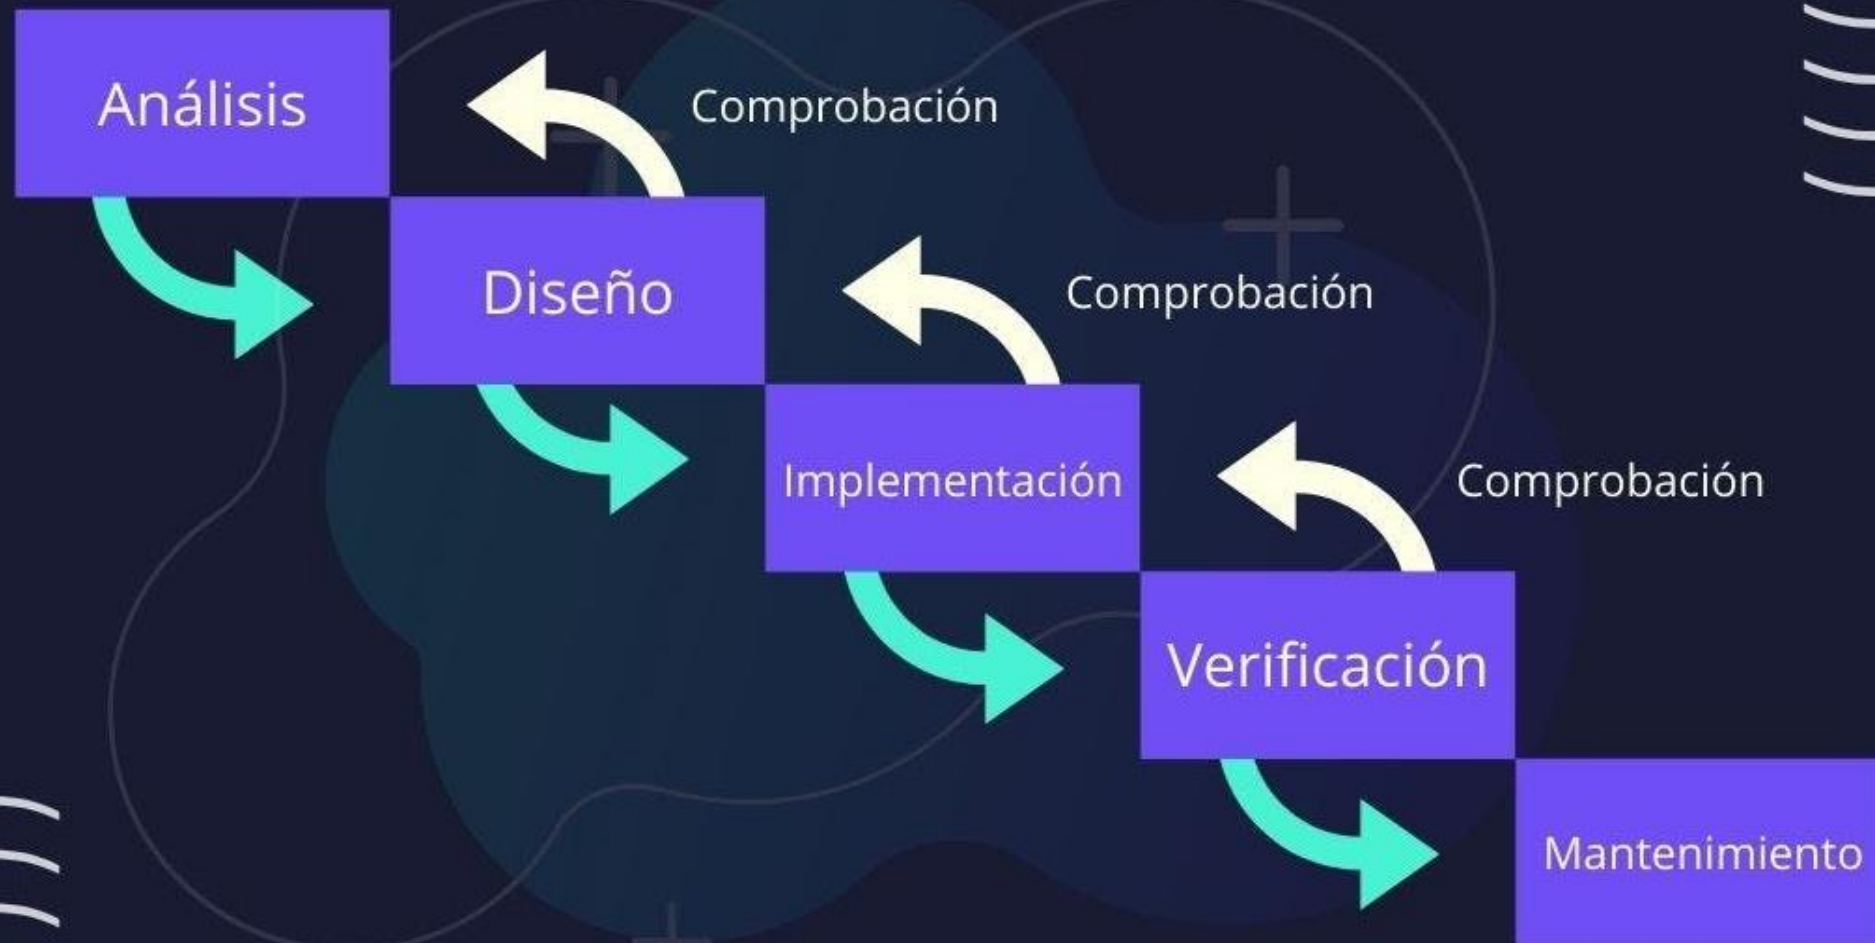 Análisis
Comprobación
Diseño
Comprobación
Implementación
Comprobación
Verificación
Mantenimiento